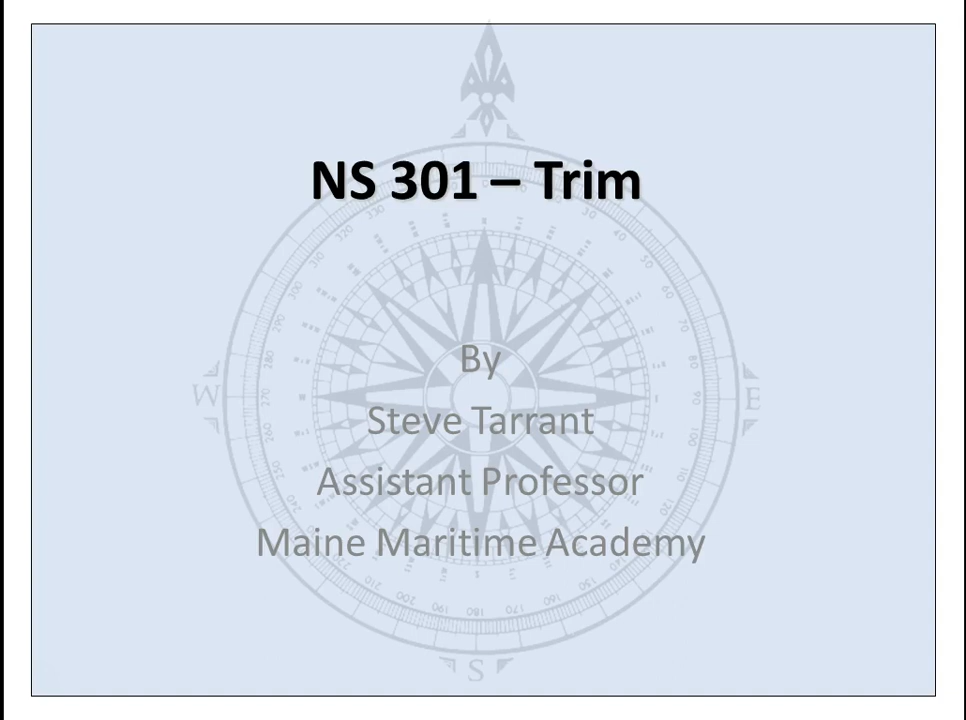 NS 301 – Trim
By
Steve Tarrant
Assistant Professor
Maine Maritime Academy
W
E
S